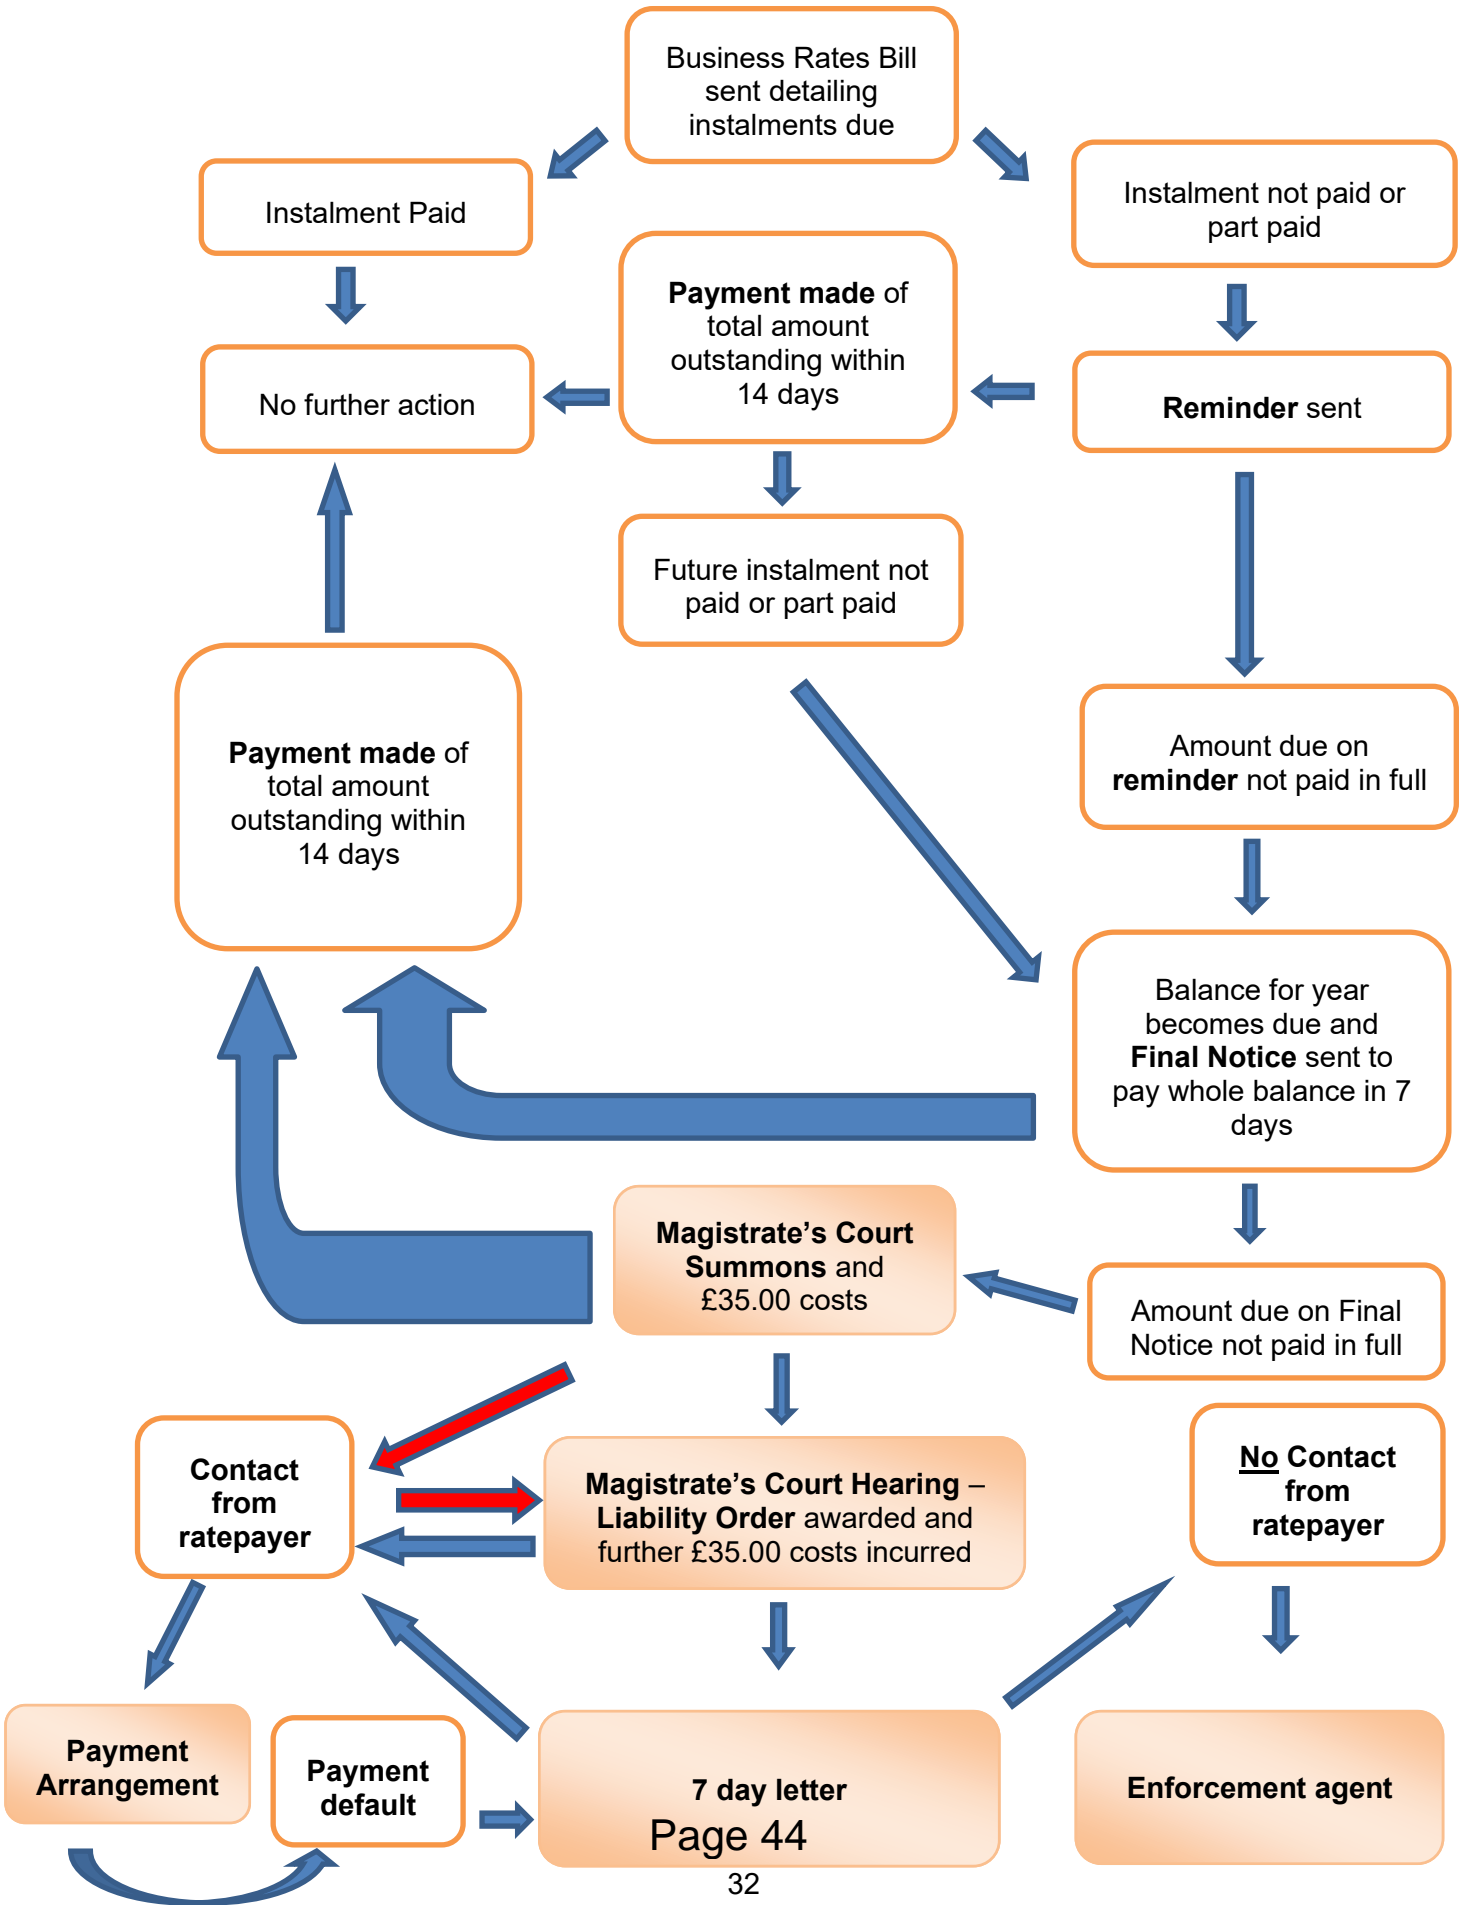 Business Rates Bill
sent detailing
instalments due
Instalment Paid
Instalment not paid or
part paid
Payment made of
total amount
outstanding within
14 days
No further action
Reminder sent
Future instalment not
paid or part paid
Payment made of
total amount
outstanding within
14 days
Amount due on
reminder not paid in full
Balance for year
becomes due and
Final Notice sent to
pay whole balance in 7
days
Magistrate’s Court
Summons and
£35.00 costs
Amount due on Final
Notice not paid in full
Contact
from
ratepayer
Magistrate’s Court Hearing –
Liability Order awarded and
further £35.00 costs incurred
No Contact
from
ratepayer
Payment
Arrangement
Payment
default
7 day letter
Enforcement agent
Page 44
32